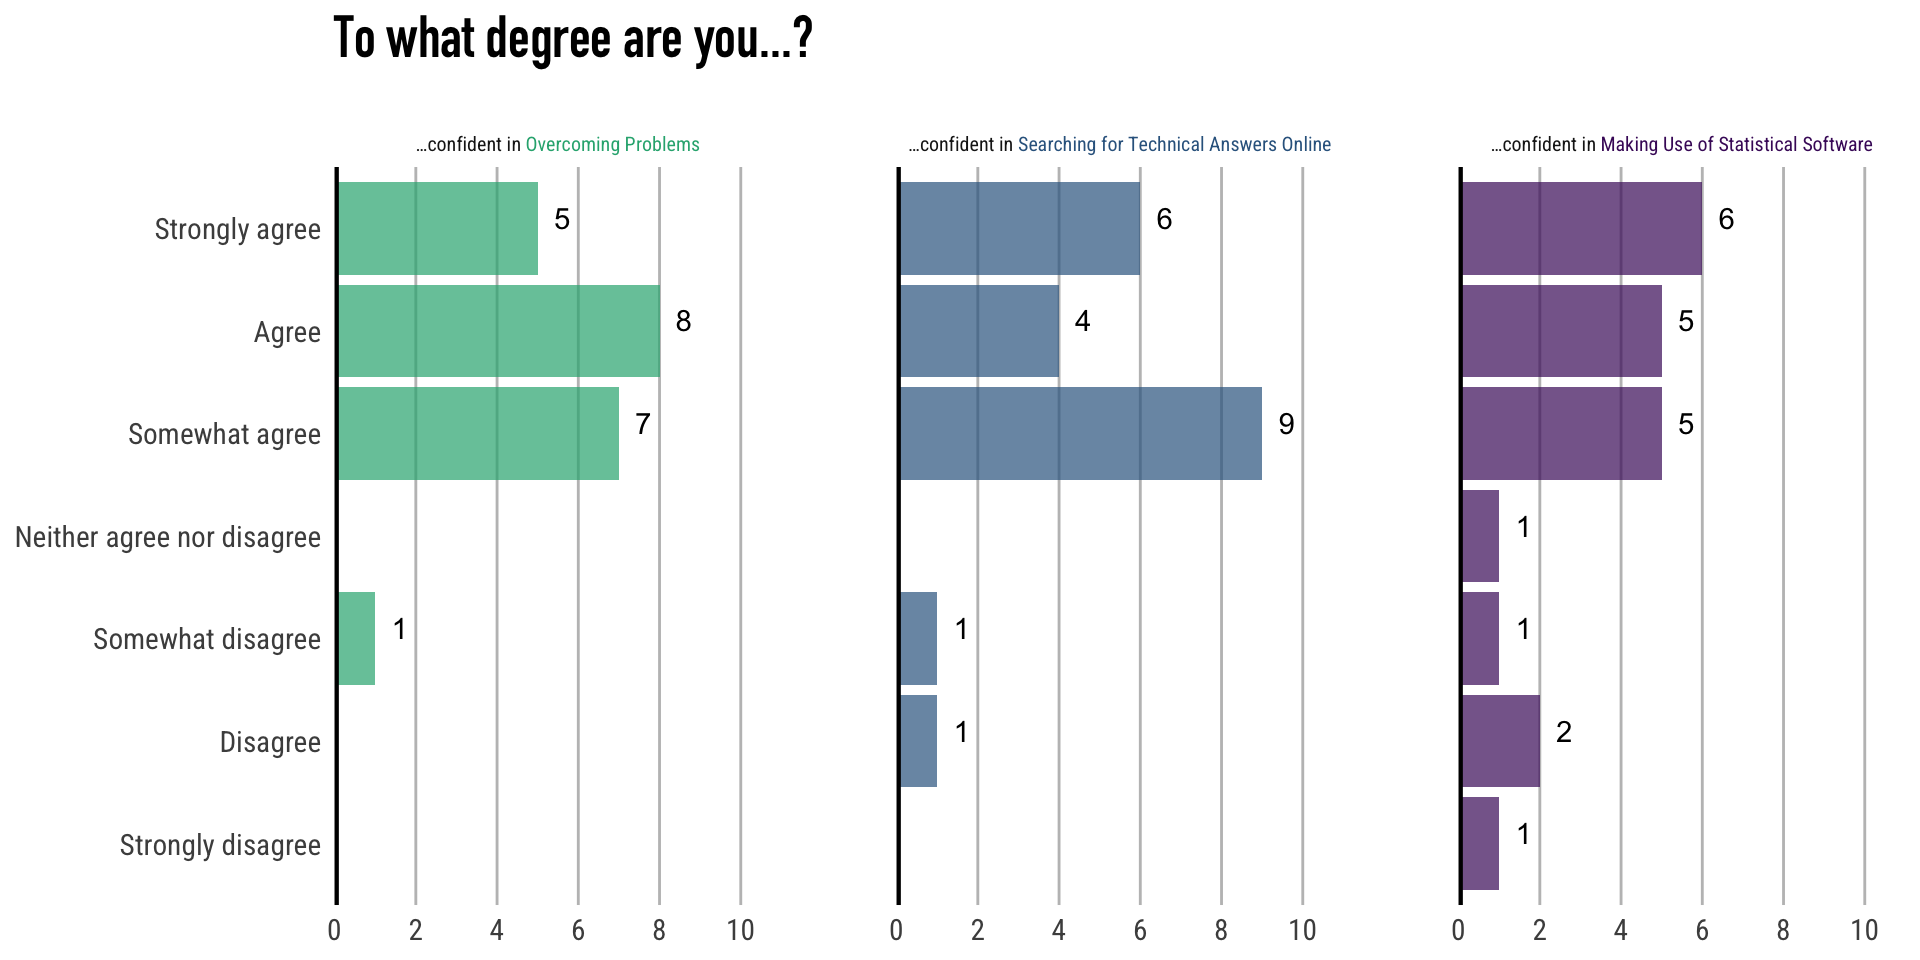 To what degree are you...?
...confident in Overcoming Problems
...confident in Searching for Technical Answers Online
...confident in Making Use of Statistical Software
Strongly agree 5 6 6
Agree 8 4 5
Somewhat agree 7 9 5
Neither agree nor disagree 1
Somewhat disagree 1 1 1
Disagree 1 2
Strongly disagree 1
0 2 4 6 8 10 0 2 4 6 8 10 0 2 4 6 8 10